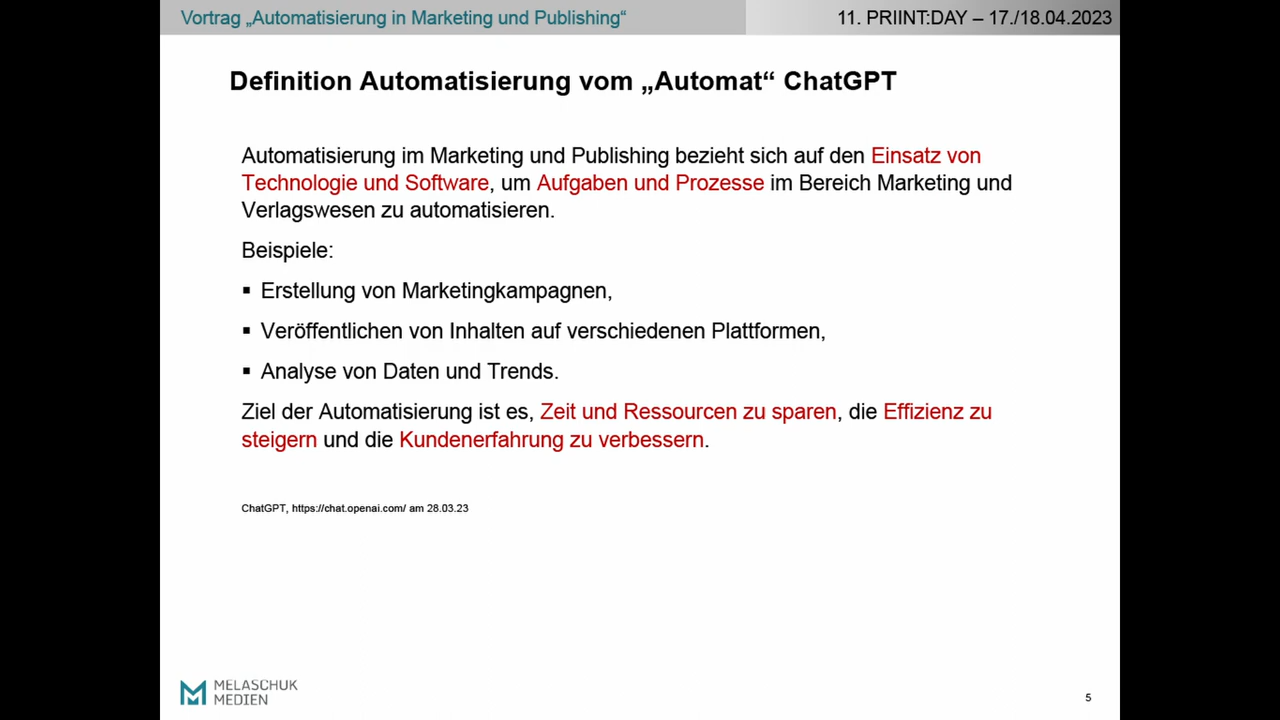 Vortrag „Automatisierung in Marketing und Publishing“
11. PRIINT:DAY – 17./18.04.2023
Definition Automatisierung vom „Automat“ ChatGPT
Automatisierung im Marketing und Publishing bezieht sich auf den Einsatz von
Technologie und Software, um Aufgaben und Prozesse im Bereich Marketing und
Verlagswesen zu automatisieren.
Beispiele:
▪ Erstellung von Marketingkampagnen,
▪ Veröffentlichen von Inhalten auf verschiedenen Plattformen,
▪ Analyse von Daten und Trends.
Ziel der Automatisierung ist es, Zeit und Ressourcen zu sparen, die Effizienz zu
steigern und die Kundenerfahrung zu verbessern.
ChatGPT, https://chat.openai.com/ am 28.03.23
MELASCHUK
MEDIEN
5